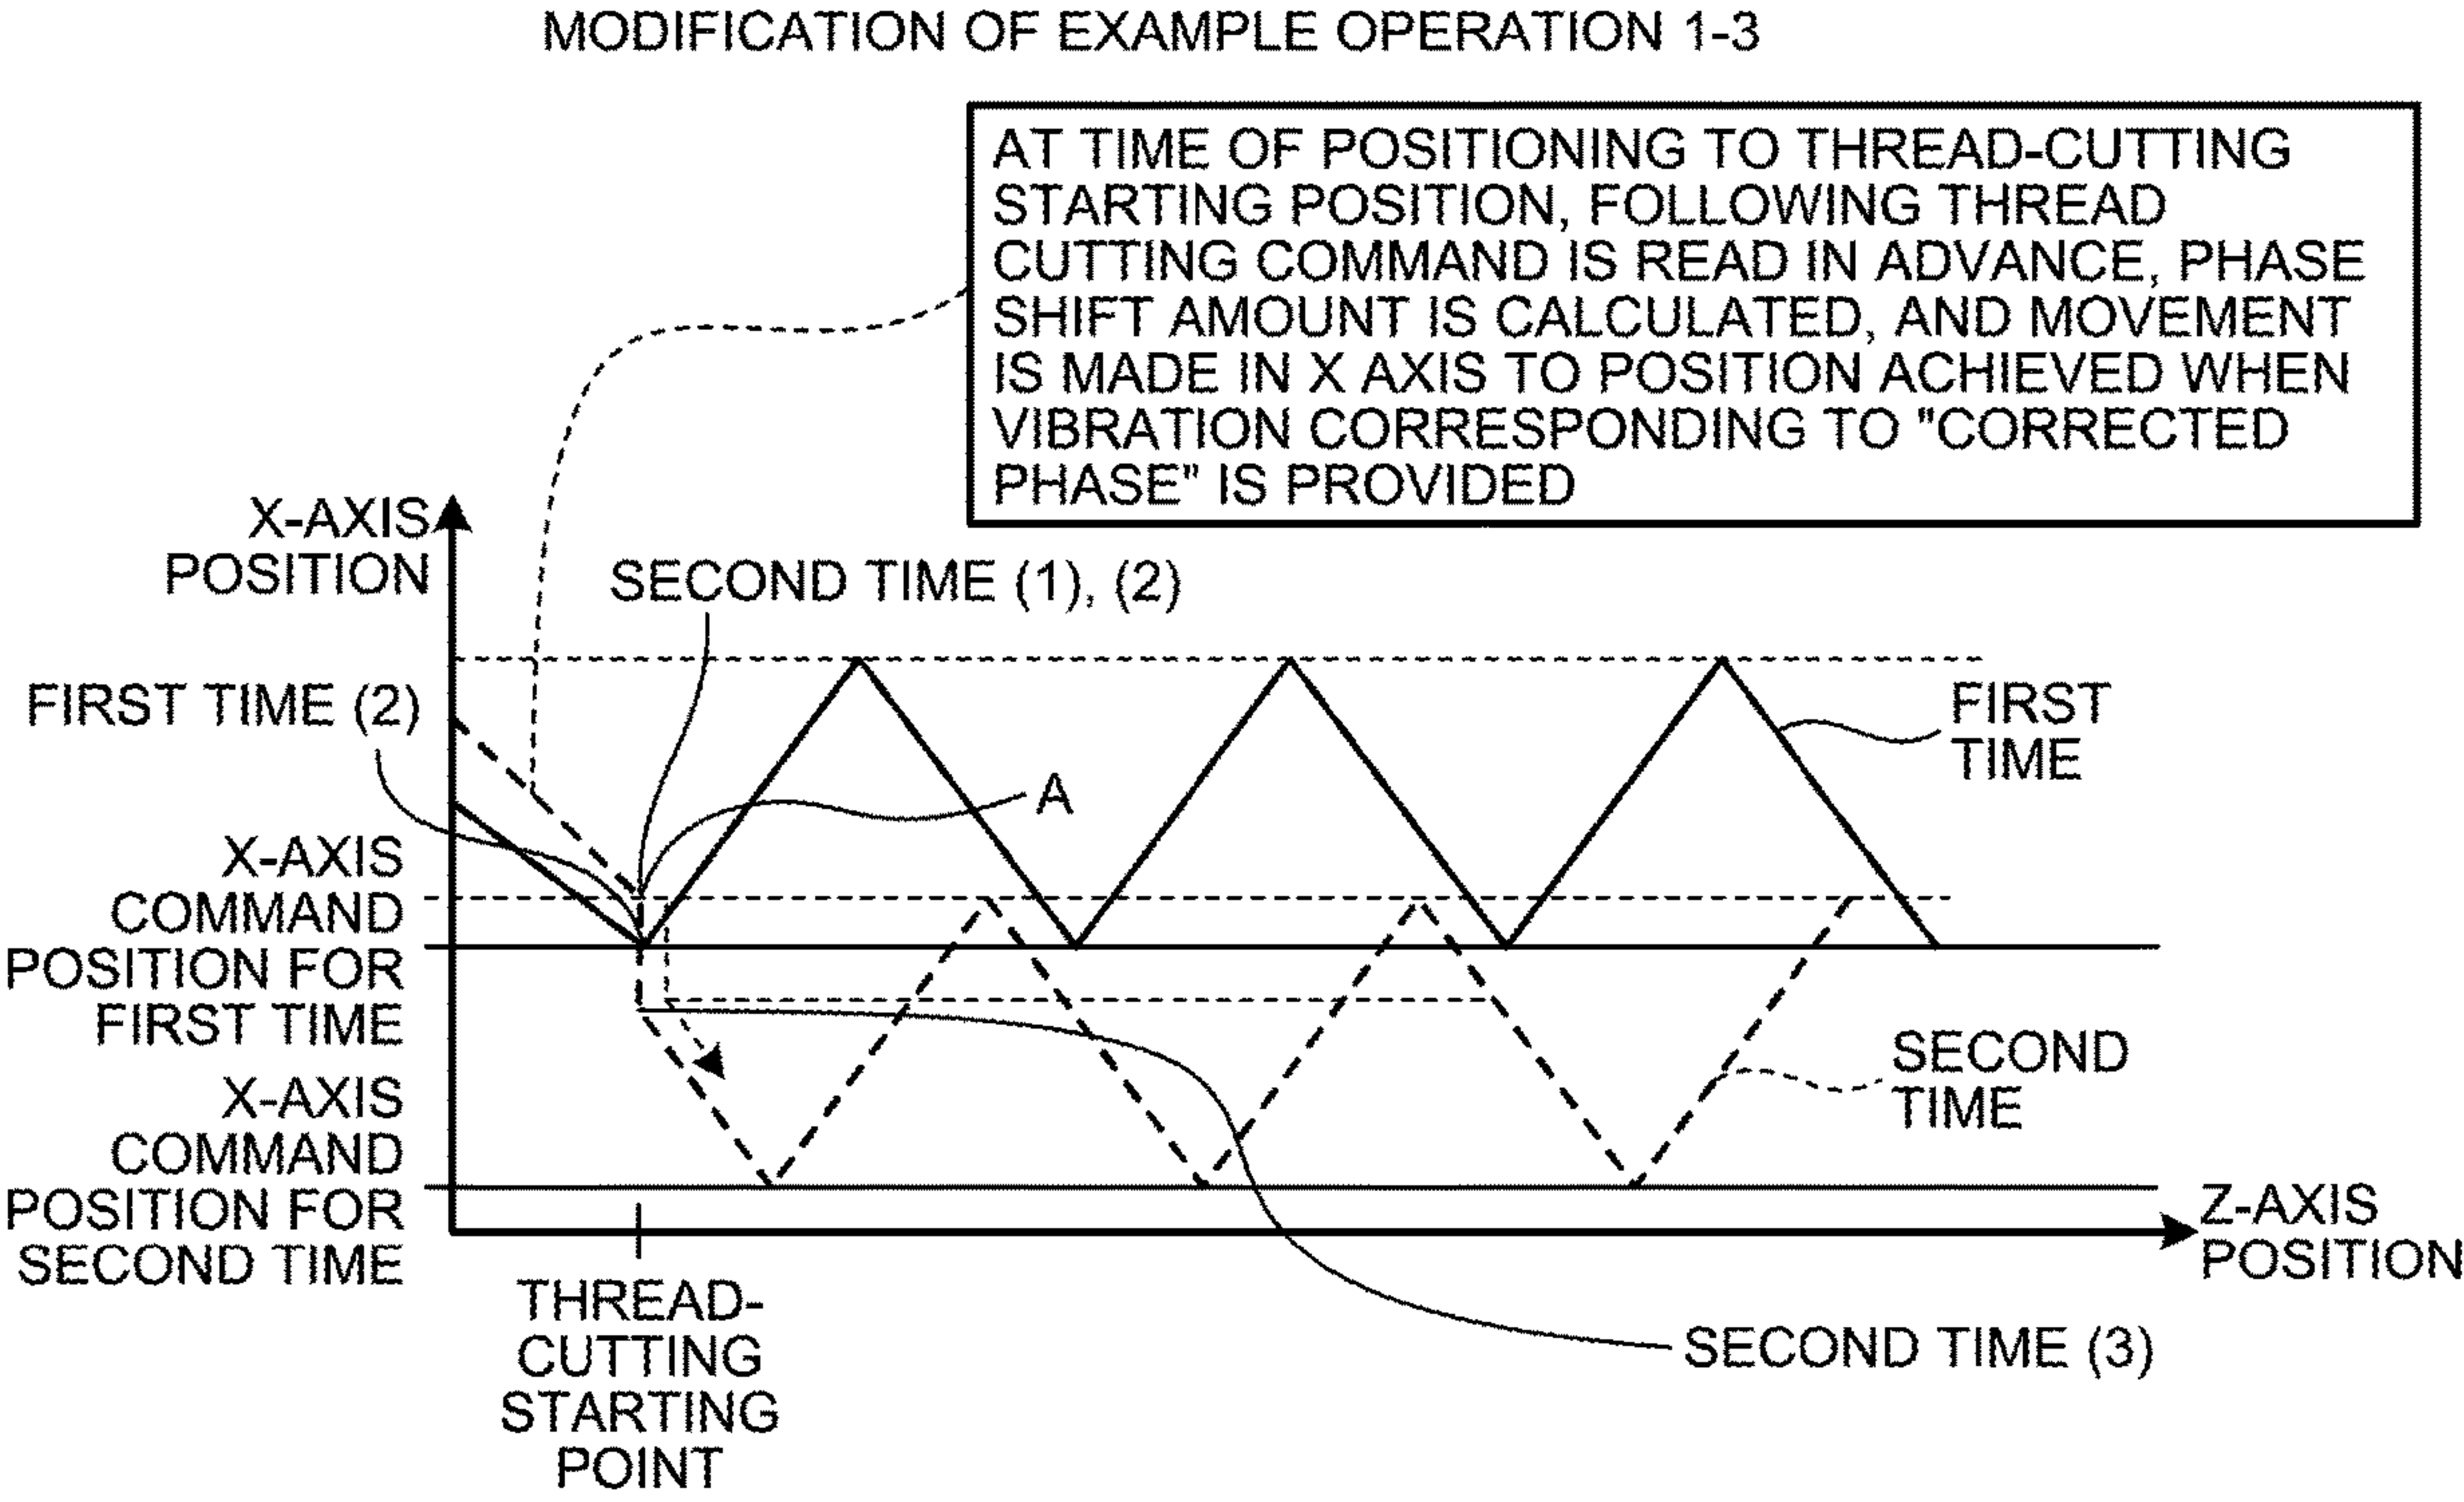 MODIFICATION OF EXAMPLE OPERATION 1-3
AT TIME OF POSITIONING TO THREAD-CUTTING
STARTING POSITION, FOLLOWING THREAD
CUTTING COMMAND IS READ IN ADVANCE, PHASE
SHIFT AMOUNT IS CALCULATED, AND MOVEMENT
IS MADE IN X AXIS TO POSITION ACHIEVED WHEN
VIBRATION CORRESPONDING TO "CORRECTED
PHASE" IS PROVIDED
X-AXIS
POSITION
SECOND TIME (1), (2)
FIRST TIME (2)
FIRST
TIME
A
X-AXIS
COMMAND
POSITION FOR
FIRST TIME
SECOND
TIME
X-AXIS
COMMAND
POSITION FOR
SECOND TIME
Z-AXIS
POSITION
THREAD-
CUTTING
STARTING
POINT
SECOND TIME (3)